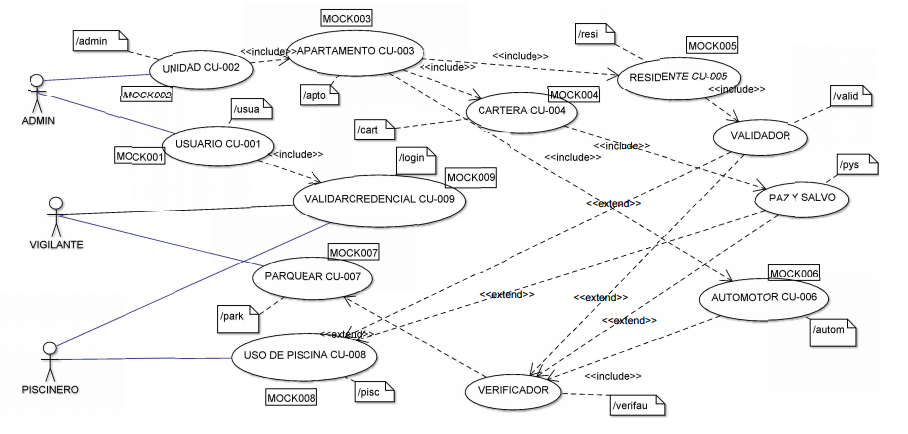 MOCK003
/admin
/resi
MOCK005
<<include>>
APARTAMENTO CU-003
<<include>>
<<include>>
UNIDAD CU-002
RESIDENTE CU-005
<<include>>
MOCK002
/apto
MOCK004
/valid
ADMIN
/usua
CARTERA CU-004
/cart
VALIDADOR
USUARIO CU-001
<<include>>
MOCK001
<<include>>
/login
<<include>>
/pys
MOCK009
VALIDARCREDENCIAL CU-009
PAZ Y SALVO
<<extend>>
VIGILANTE
MOCK007
PARQUEAR CU-007
MOCK006
<<extend>>
<<extend>>
AUTOMOTOR CU-006
/park
<<extend>>
<<extend>>
/autom
USO DE PISCINA CU-008
PISCINERO
<<include>>
MOCK008
/pisc
VERIFICADOR
/verifau